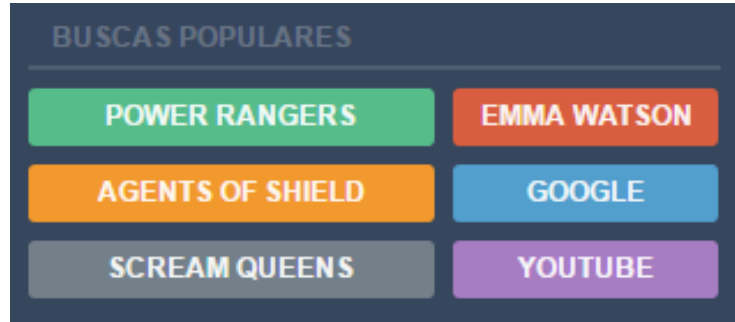 BUSCAS POPULARES
POWER RANGERS
EMMA WATSON
AGENTS OF SHIELD
GOOGLE
SCREAM QUEENS
YOUTUBE